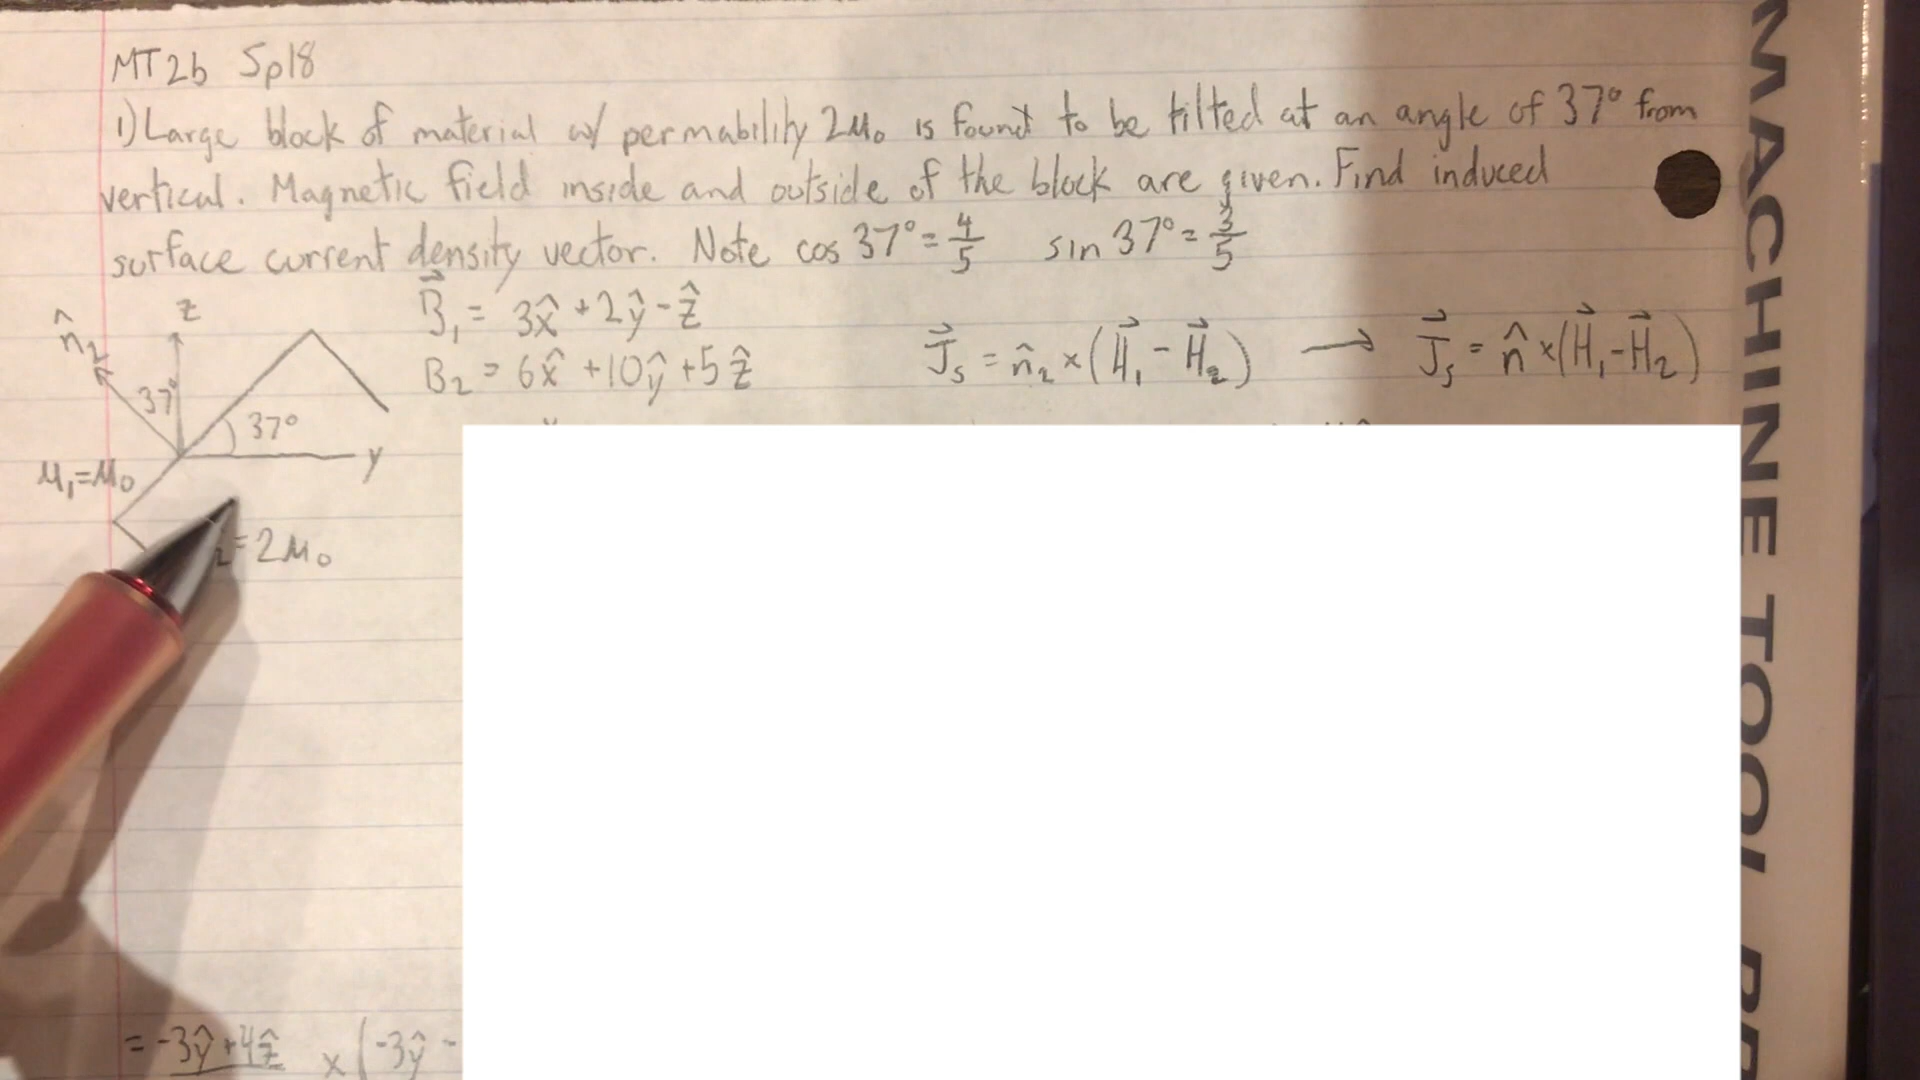 MT2b Sp18
1) Large block of material w/ permability 2μ₀ is found to be tilted at an angle of 37° from
vertical. Magnetic field inside and outside of the block are given. Find induced
surface current density vector. Note cos 37° = 4/5 sin 37° = 3/5
B⃗₁ = 3x̂ + 2ŷ - ẑ
B₂ = 6x̂ + 10ŷ + 5ẑ
J⃗s = n̂₂ × (H⃗₁ - H⃗₂) → J⃗s = n̂ × (H⃗₁ - H⃗₂)
n̂₂
z
37°
37°
y
μ₁ = μ₀
₂ = 2μ₀
= -3ŷ + 4ẑ × (-3ŷ -
MACHINE TOOL